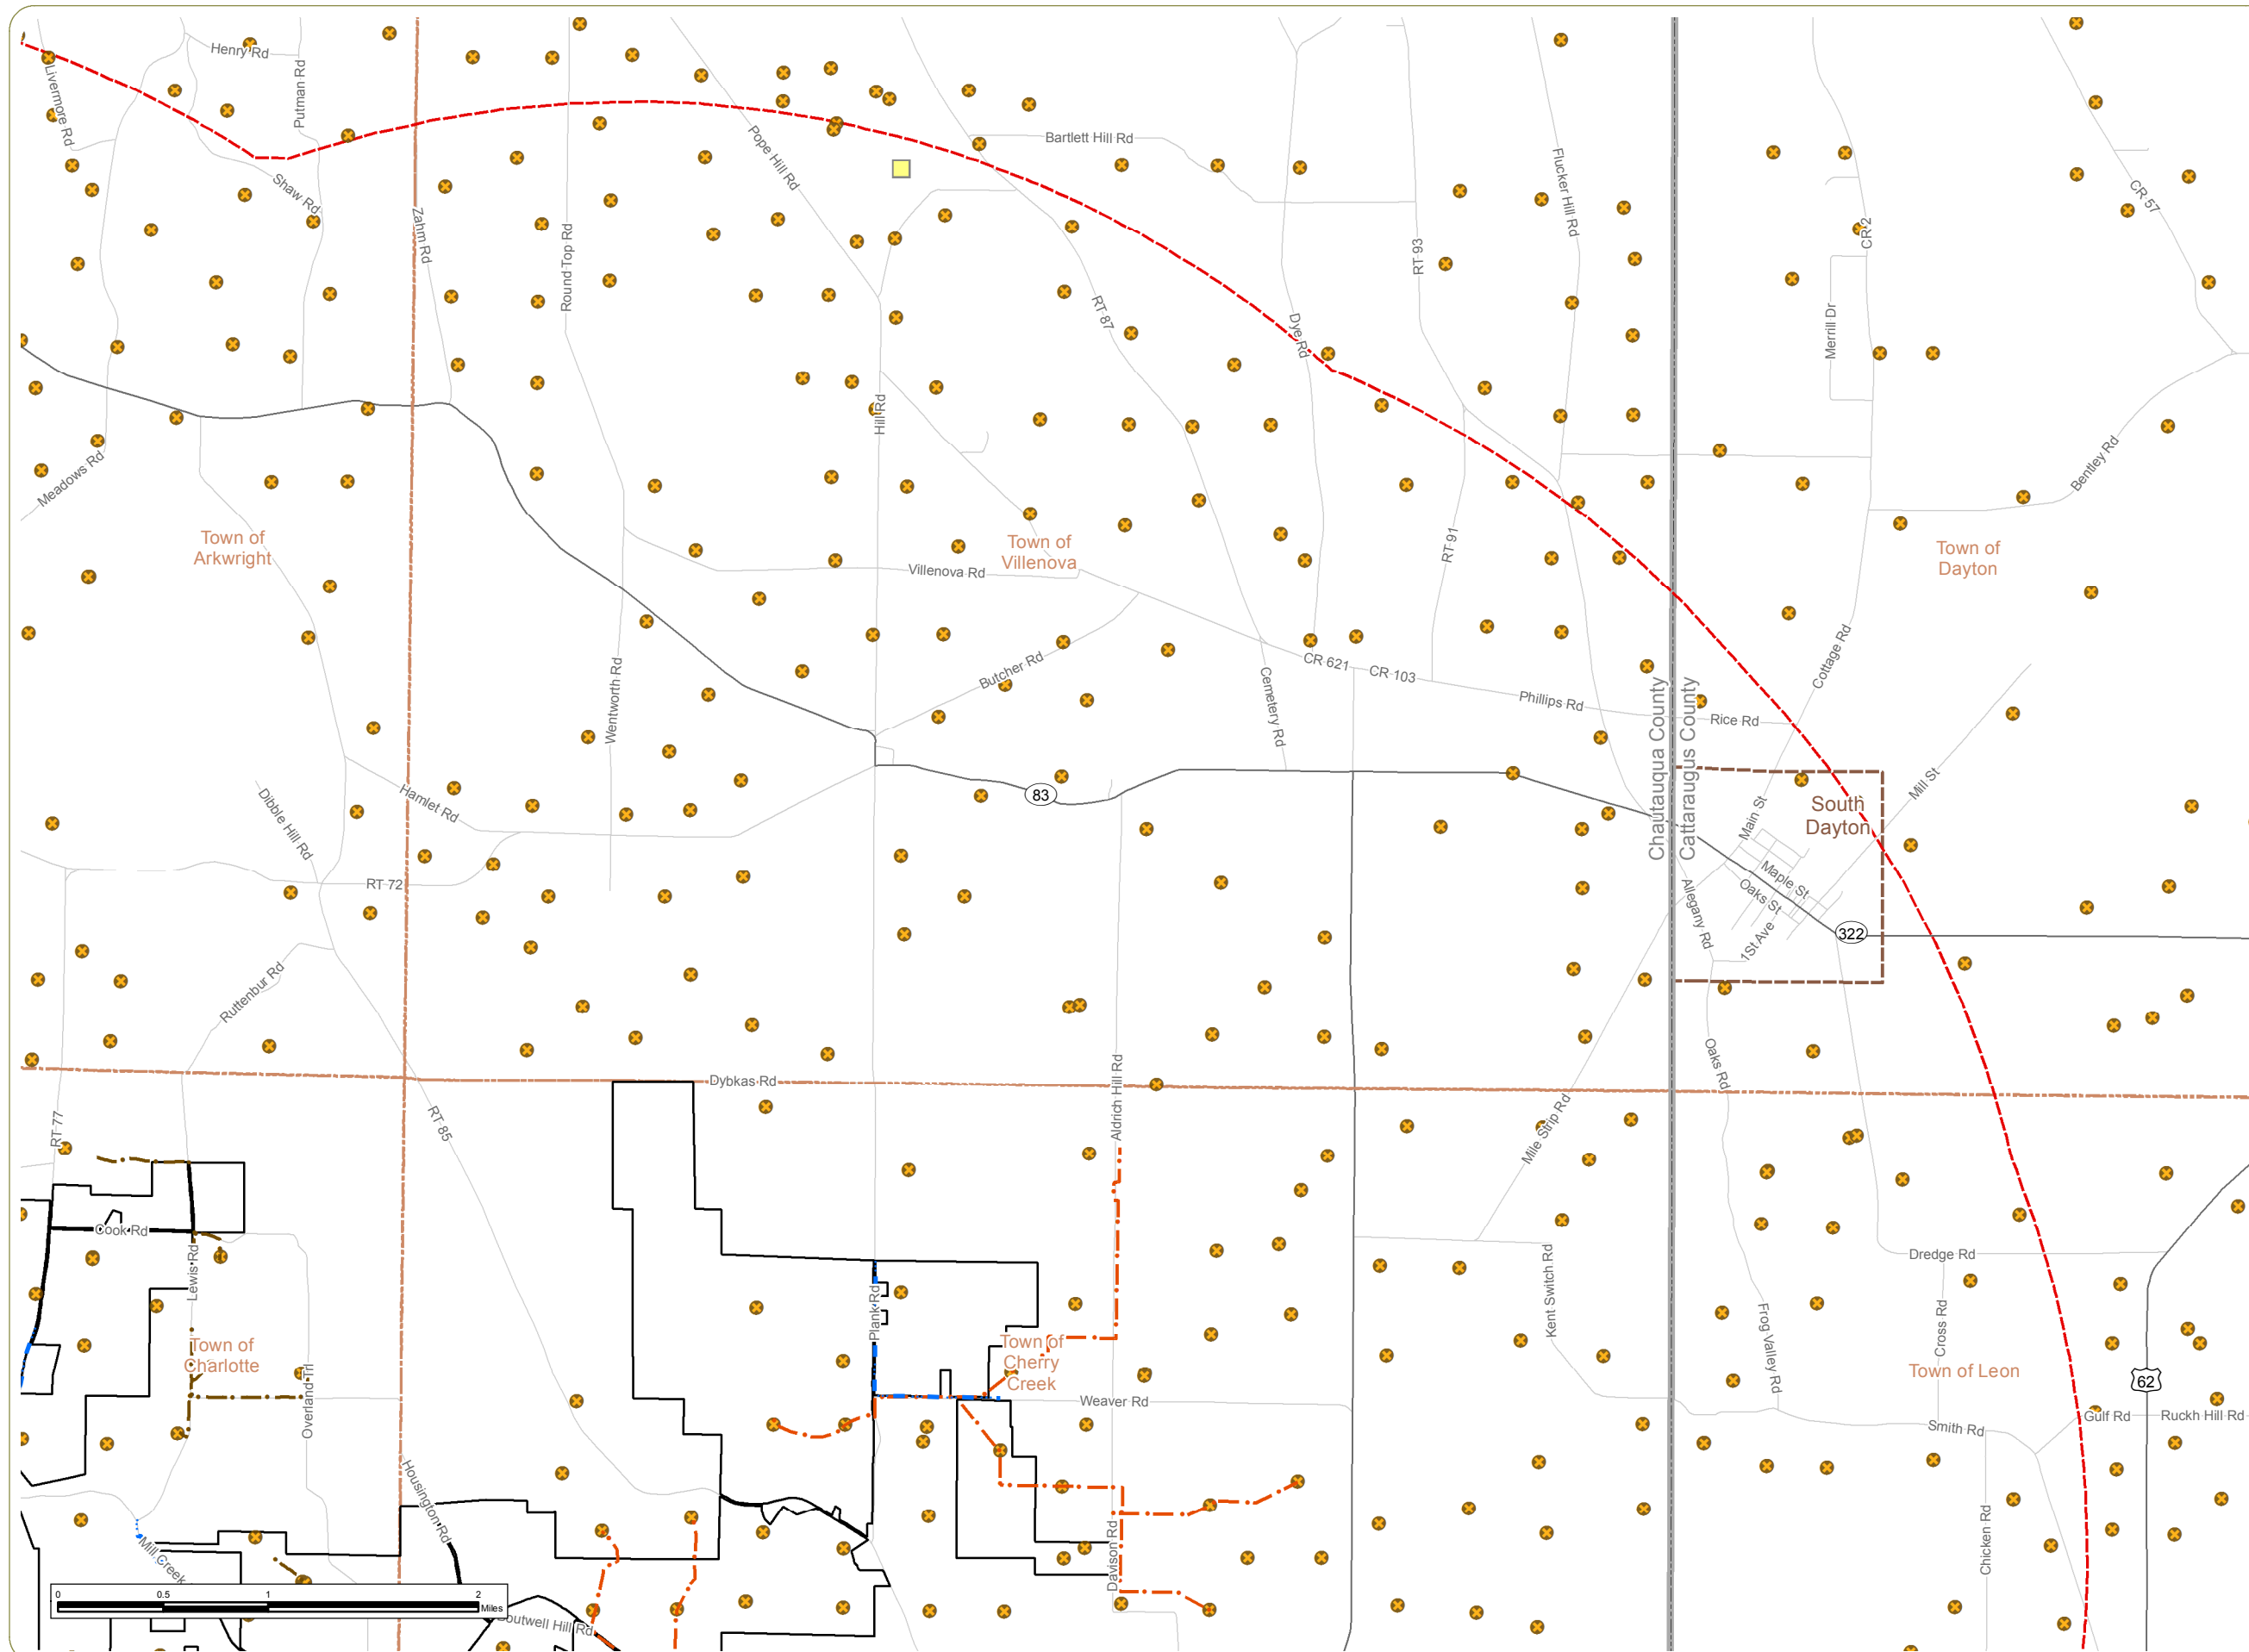 Henry Rd
Livermore Rd
Putman Rd
Shaw Rd
Zahm Rd
Round Top Rd
Pope Hill Rd
Bartlett Hill Rd
RT 87
Dye Rd
RT 93
Flucker Hill Rd
CR 2
CR 57
Merrill Dr
Meadows Rd
Hill Rd
Bentley Rd
Town of
Arkwright
Town of
Villenova
Town of
Dayton
Villenova Rd
RT 91
Butcher Rd
CR 621
CR 103
Wentworth Rd
Cemetery Rd
Phillips Rd
Rice Rd
Cottage Rd
Chautauqua County
Cattaraugus County
Mill St
Hamlet Rd
Dibble Hill Rd
83
Main St
South
Dayton
Maple St
Oaks St
Allegany Rd
1St Ave
322
RT 72
Ruttenbur Rd
Oaks Rd
Dybkas Rd
Aldrich Hill Rd
RT 77
RT 85
Mile Strip Rd
Cook Rd
Lewis Rd
Dredge Rd
Plank Rd
Kent Switch Rd
Frog Valley Rd
Cross Rd
Town of
Charlotte
Town of
Cherry
Creek
Town of Leon
62
Overland Trl
Weaver Rd
Gulf Rd
Ruckh Hill Rd
Smith Rd
Housington Rd
Davison Rd
Chicken Rd
Mill Creek
0
0.5
1
2
Miles
Boutwell Hill Rd